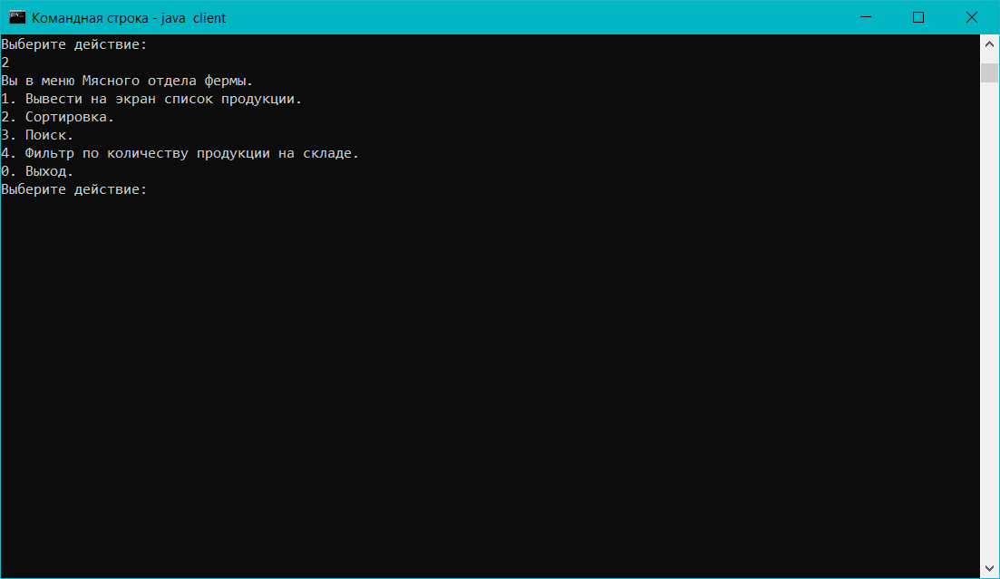 Командная строка - java  client
Выберите действие:
2
Вы в меню Мясного отдела фермы.
1. Вывести на экран список продукции.
2. Сортировка.
3. Поиск.
4. Фильтр по количеству продукции на складе.
0. Выход.
Выберите действие: